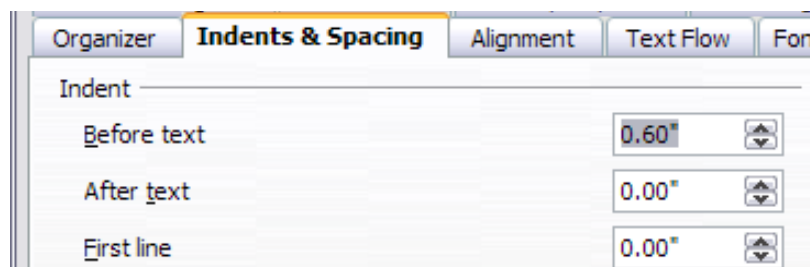 Organizer Indents & Spacing Alignment Text Flow
Indent
Before text 0.60"
After text 0.00"
First line 0.00"